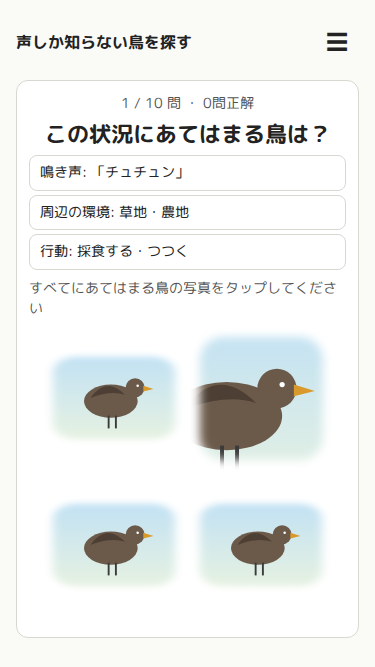 声しか知らない鳥を探す
1 / 10 問 ・ 0問正解
この状況にあてはまる鳥は？
鳴き声: 「チュチュン」
周辺の環境: 草地・農地
行動: 採食する・つつく
すべてにあてはまる鳥の写真をタップしてくださ
い